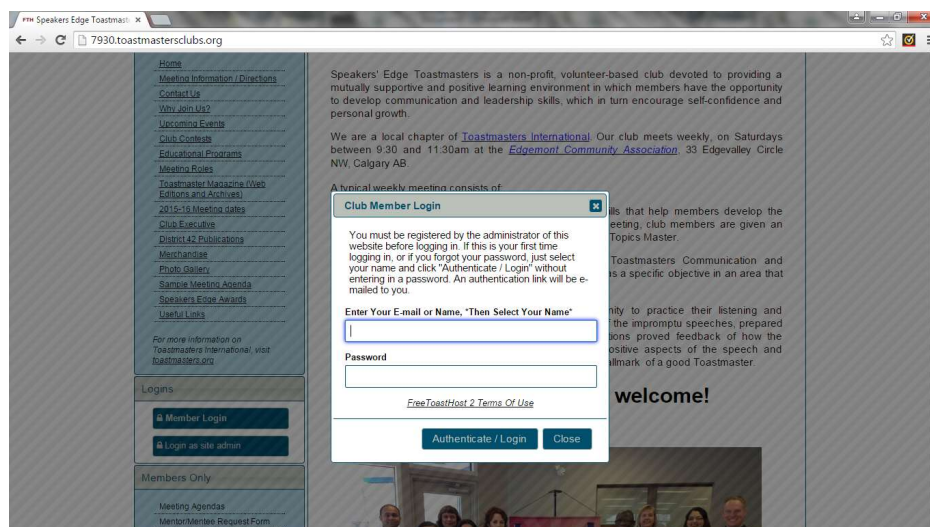 FTH Speakers Edge Toastmast
7930.toastmastersclubs.org
Home
Meeting Information / Directions
Contact Us
Why Join Us?
Upcoming Events
Club Contests
Educational Programs
Meeting Roles
Toastmaster Magazine (Web
Editions and Archives)
2015-16 Meeting dates
Club Executive
District 42 Publications
Merchandise
Photo Gallery
Sample Meeting Agenda
Speakers Edge Awards
Useful Links
For more information on
Toastmasters International, visit
toastmasters.org
Logins
Member Login
Login as site admin
Members Only
Meeting Agendas
Mentor/Mentee Request Form
Speakers' Edge Toastmasters is a non-profit, volunteer-based club devoted to providing a
mutually supportive and positive learning environment in which members have the opportunity
to develop communication and leadership skills, which in turn encourage self-confidence and
personal growth.
We are a local chapter of Toastmasters International. Our club meets weekly, on Saturdays
between 9:30 and 11:30am at the Edgemont Community Association, 33 Edgevalley Circle
NW, Calgary AB.
A typical weekly meeting consists of:
ills that help members develop the
eeting, club members are given an
Topics Master.
Toastmasters Communication and
as a specific objective in an area that
nity to practice their listening and
the impromptu speeches, prepared
tions proved feedback of how the
ositive aspects of the speech and
allmark of a good Toastmaster.
welcome!
Club Member Login
You must be registered by the administrator of this
website before logging in. If this is your first time
logging in, or if you forgot your password, just select
your name and click "Authenticate / Login" without
entering in a password. An authentication link will be e-
mailed to you.
Enter Your E-mail or Name, *Then Select Your Name*
Password
FreeToastHost 2 Terms Of Use
Authenticate / Login
Close